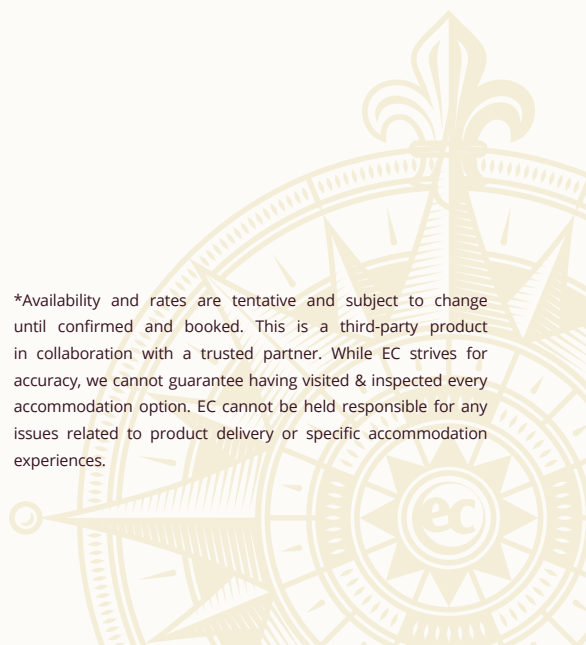 *Availability and rates are tentative and subject to change
until confirmed and booked. This is a third-party product
in collaboration with a trusted partner. While EC strives for
accuracy, we cannot guarantee having visited & inspected every
accommodation option. EC cannot be held responsible for any
issues related to product delivery or specific accommodation
experiences.
ec